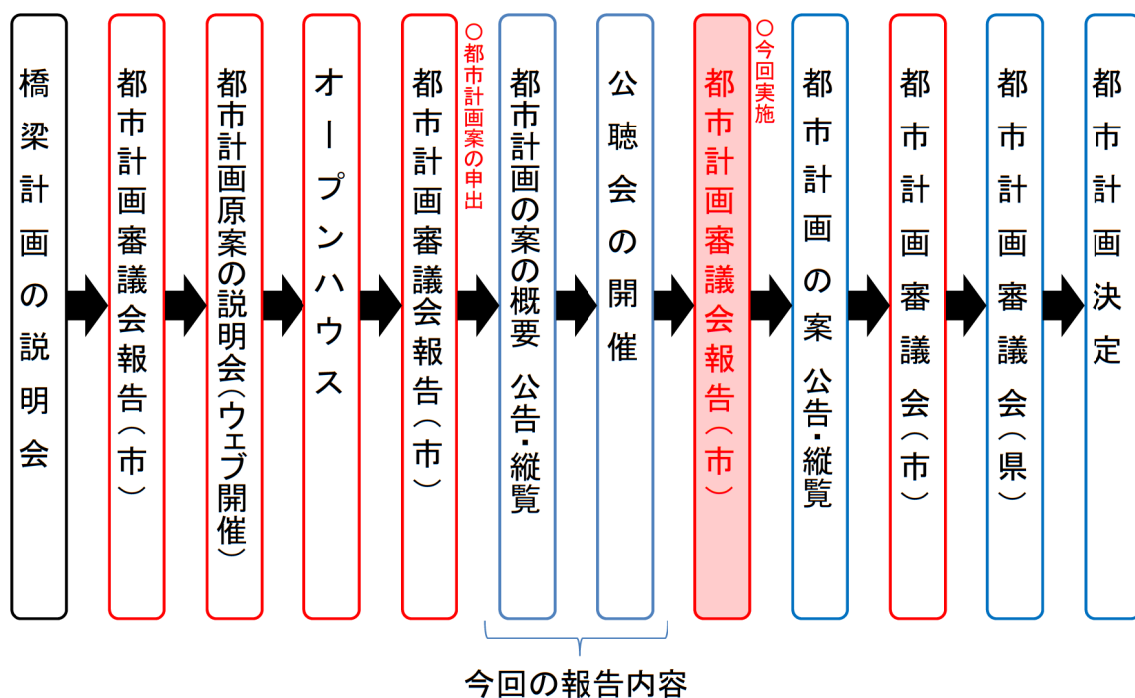 橋梁計画の説明会
都市計画審議会報告(市)
都市計画原案の説明会(ウェブ開催)
オープンハウス
都市計画審議会報告(市)
○都市計画案の申出
都市計画の案の概要 公告・縦覧
公聴会の開催
都市計画審議会報告(市)
○今回実施
都市計画の案 公告・縦覧
都市計画審議会(市)
都市計画審議会(県)
都市計画決定
今回の報告内容